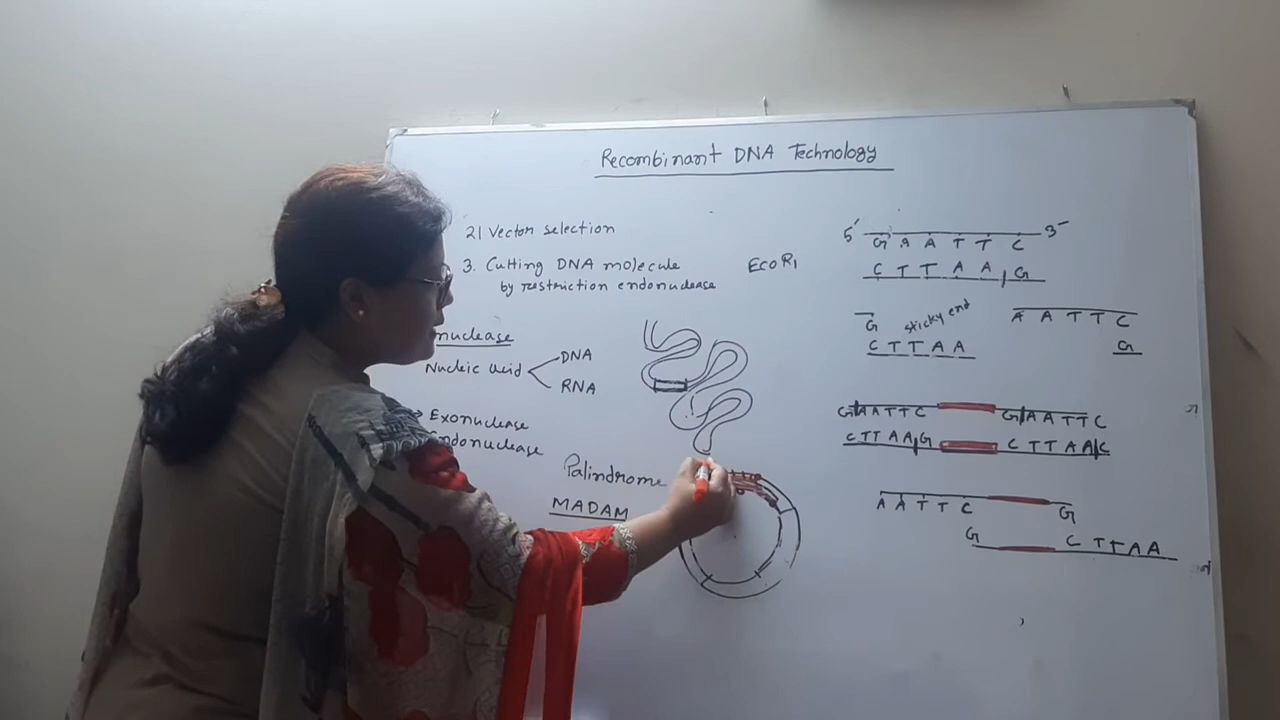 Recombinant DNA Technology
21 Vector selection
3. Cutting DNA molecule
by restriction endonuclease
EcoR1
nuclease
Nucleic acid
DNA
RNA
Exonuclease
Endonuclease
Palindrome
MADAM
5' 3'
G A A T T C
C T T A A G
G
C T T A A
sticky end
A A T T C
G
G A A T T C G A A T T C
C T T A A G C T T A A C
A A T T C G
G C T T A A